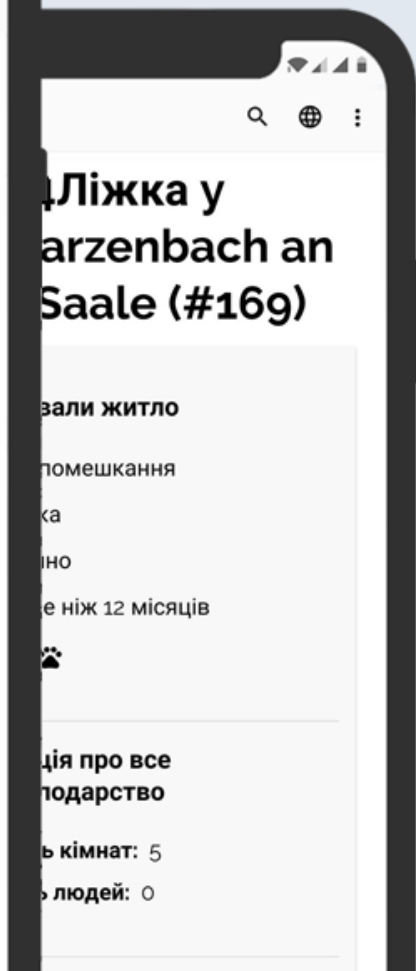 4Ліжка у
arzenbach an
Saale (#169)
вали житло
помешкання
ка
но
е ніж 12 місяців
ція про все
подарство
ь кімнат: 5
ь людей: 0